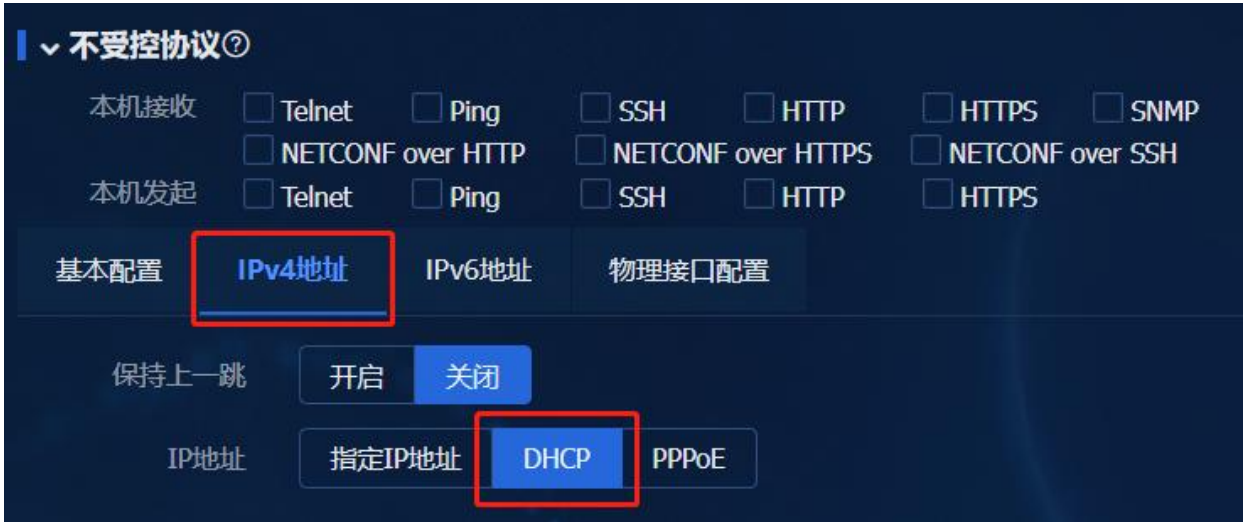 不受控协议?
本机接收 Telnet Ping SSH HTTP HTTPS SNMP
NETCONF over HTTP NETCONF over HTTPS NETCONF over SSH
本机发起 Telnet Ping SSH HTTP HTTPS
基本配置 IPv4地址 IPv6地址 物理接口配置
保持上一跳 开启 关闭
IP地址 指定IP地址 DHCP PPPoE